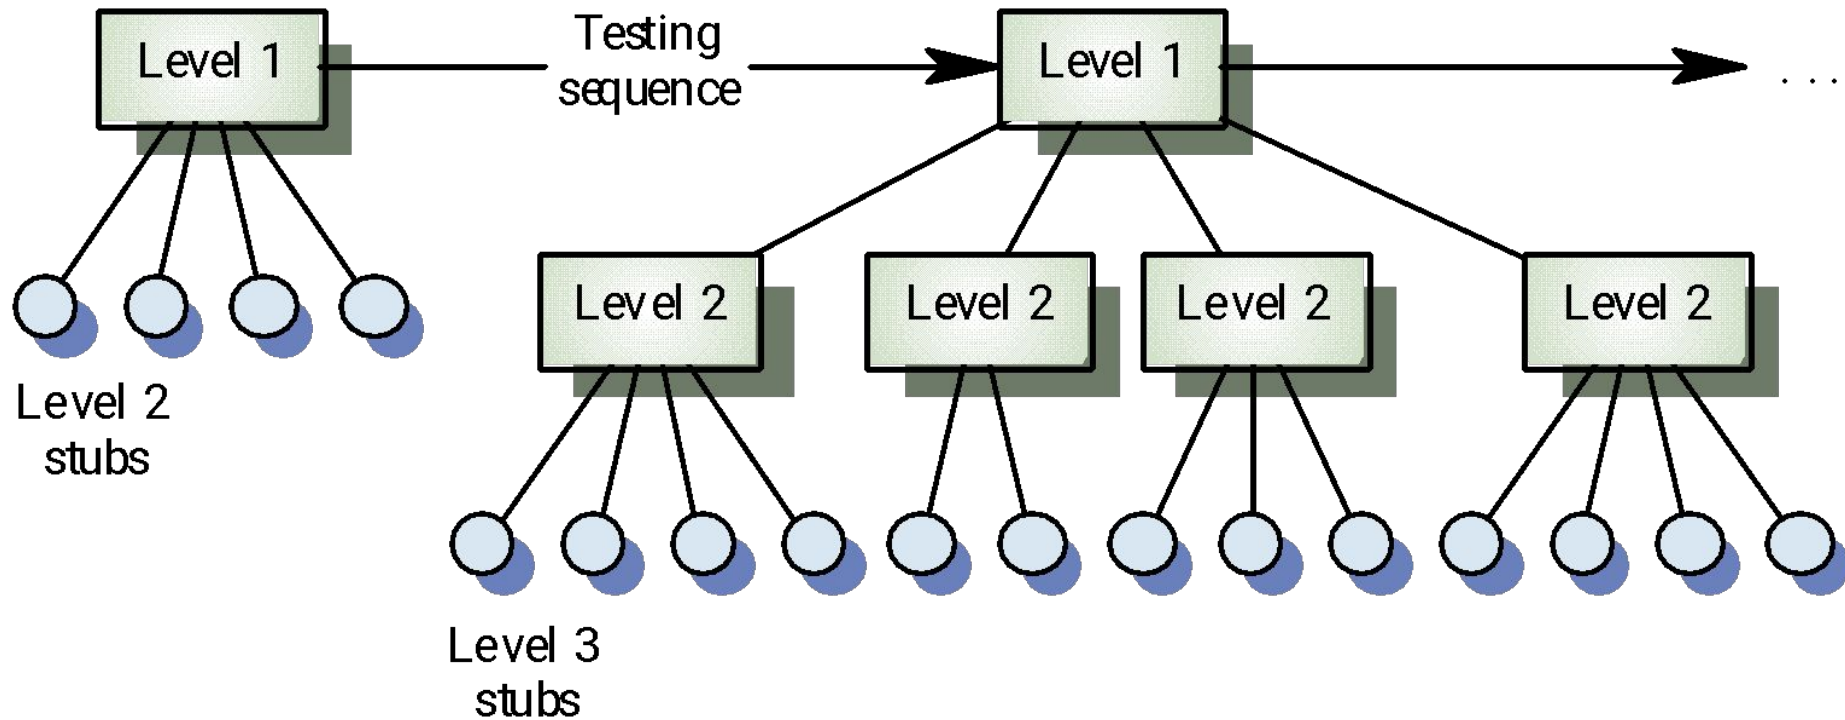 Level 1
Testing
sequence
Level 1
. . .
Level 2
Level 2
Level 2
Level 2
Level 2
stubs
Level 3
stubs